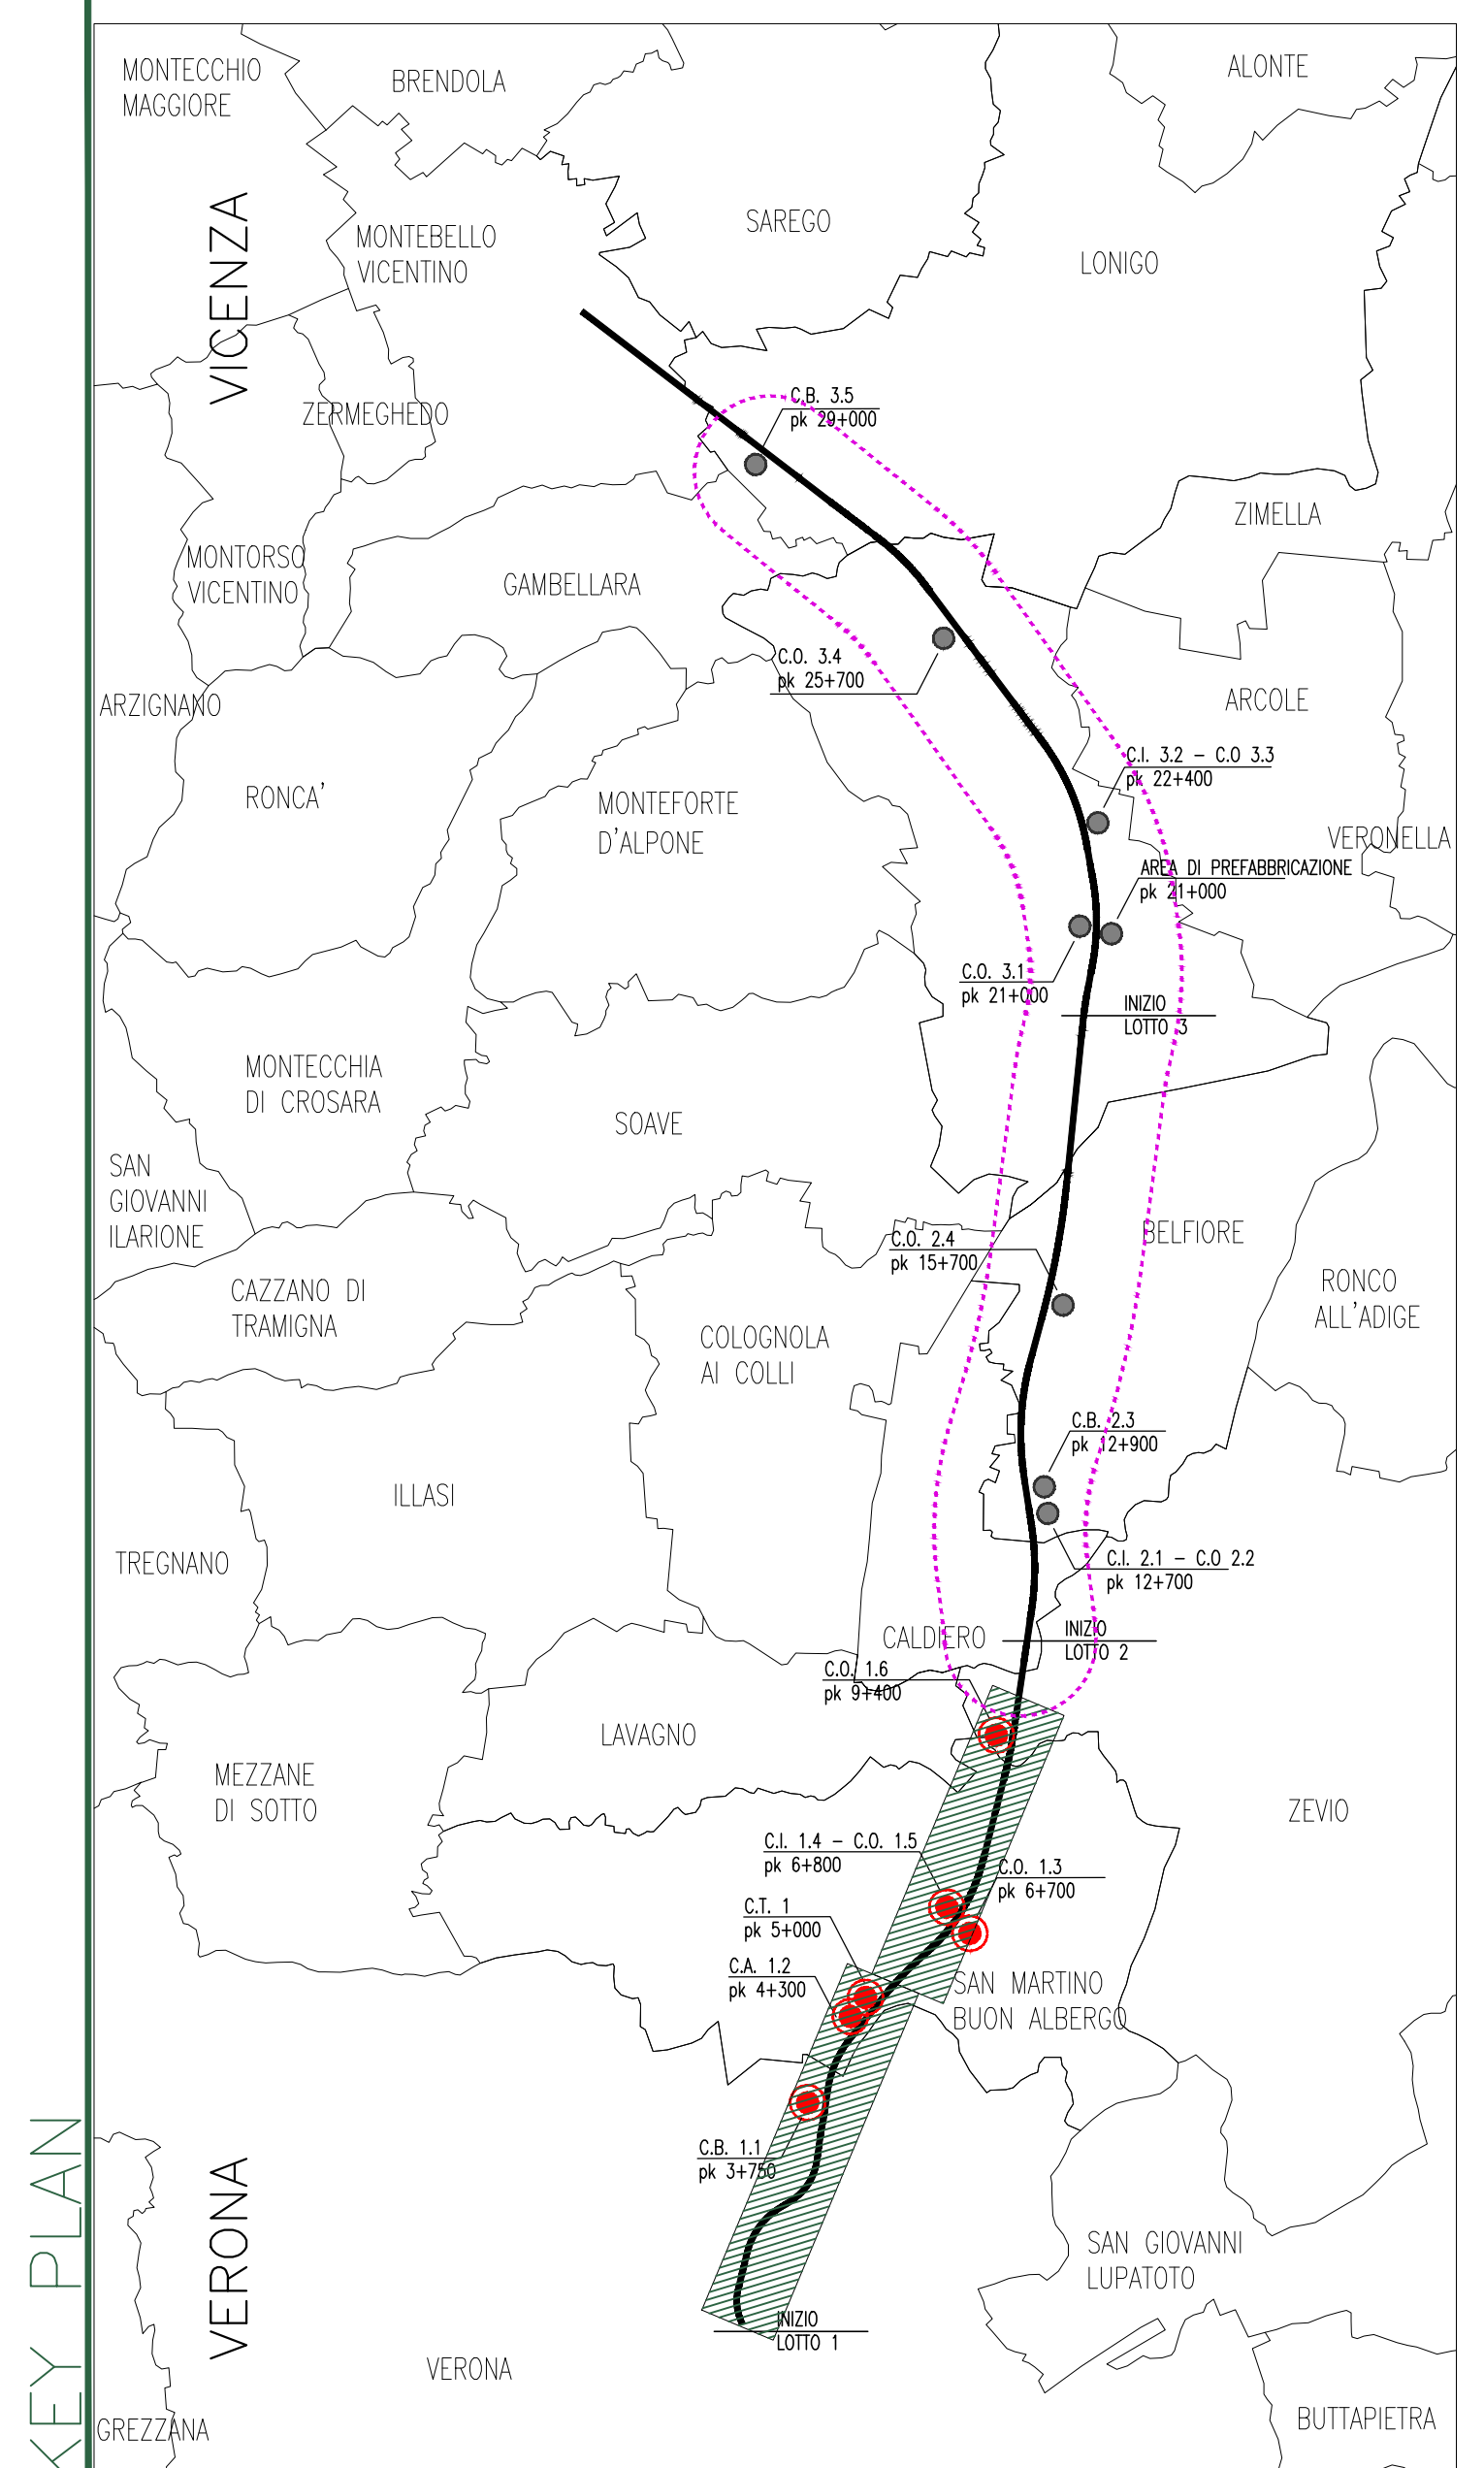 MONTECCHIO
MAGGIORE
BRENDOLA
ALONTE
VICENZA
MONTEBELLO
VICENTINO
SAREGO
LONIGO
ZERMEGHEDO
C.B. 3.5
pk 29+000
ZIMELLA
MONTORSO
VICENTINO
GAMBELLARA
C.O. 3.4
pk 25+700
ARZIGNANO
ARCOLE
C.I. 3.2 – C.O 3.3
pk 22+400
RONCA'
MONTEFORTE
D'ALPONE
VERONELLA
AREA DI PREFABBRICAZIONE
pk 21+000
C.O. 3.1
pk 21+000
INIZIO
LOTTO 3
MONTECCHIA
DI CROSARA
SOAVE
SAN
GIOVANNI
ILARIONE
C.O. 2.4
pk 15+700
BELFIORE
CAZZANO DI
TRAMIGNA
RONCO
ALL'ADIGE
COLOGNOLA
AI COLLI
C.B. 2.3
pk 12+900
ILLASI
TREGNANO
C.I. 2.1 – C.O 2.2
pk 12+700
CALDIERO
INIZIO
LOTTO 2
C.O. 1.6
pk 9+400
LAVAGNO
MEZZANE
DI SOTTO
ZEVIO
C.I. 1.4 – C.O. 1.5
pk 6+800
C.O. 1.3
pk 6+700
C.T. 1
pk 5+000
C.A. 1.2
pk 4+300
SAN MARTINO
BUON ALBERGO
C.B. 1.1
pk 3+750
VERONA
SAN GIOVANNI
LUPATOTO
INIZIO
LOTTO 1
VERONA
BUTTAPIETRA
GREZZANA
KEY PLAN